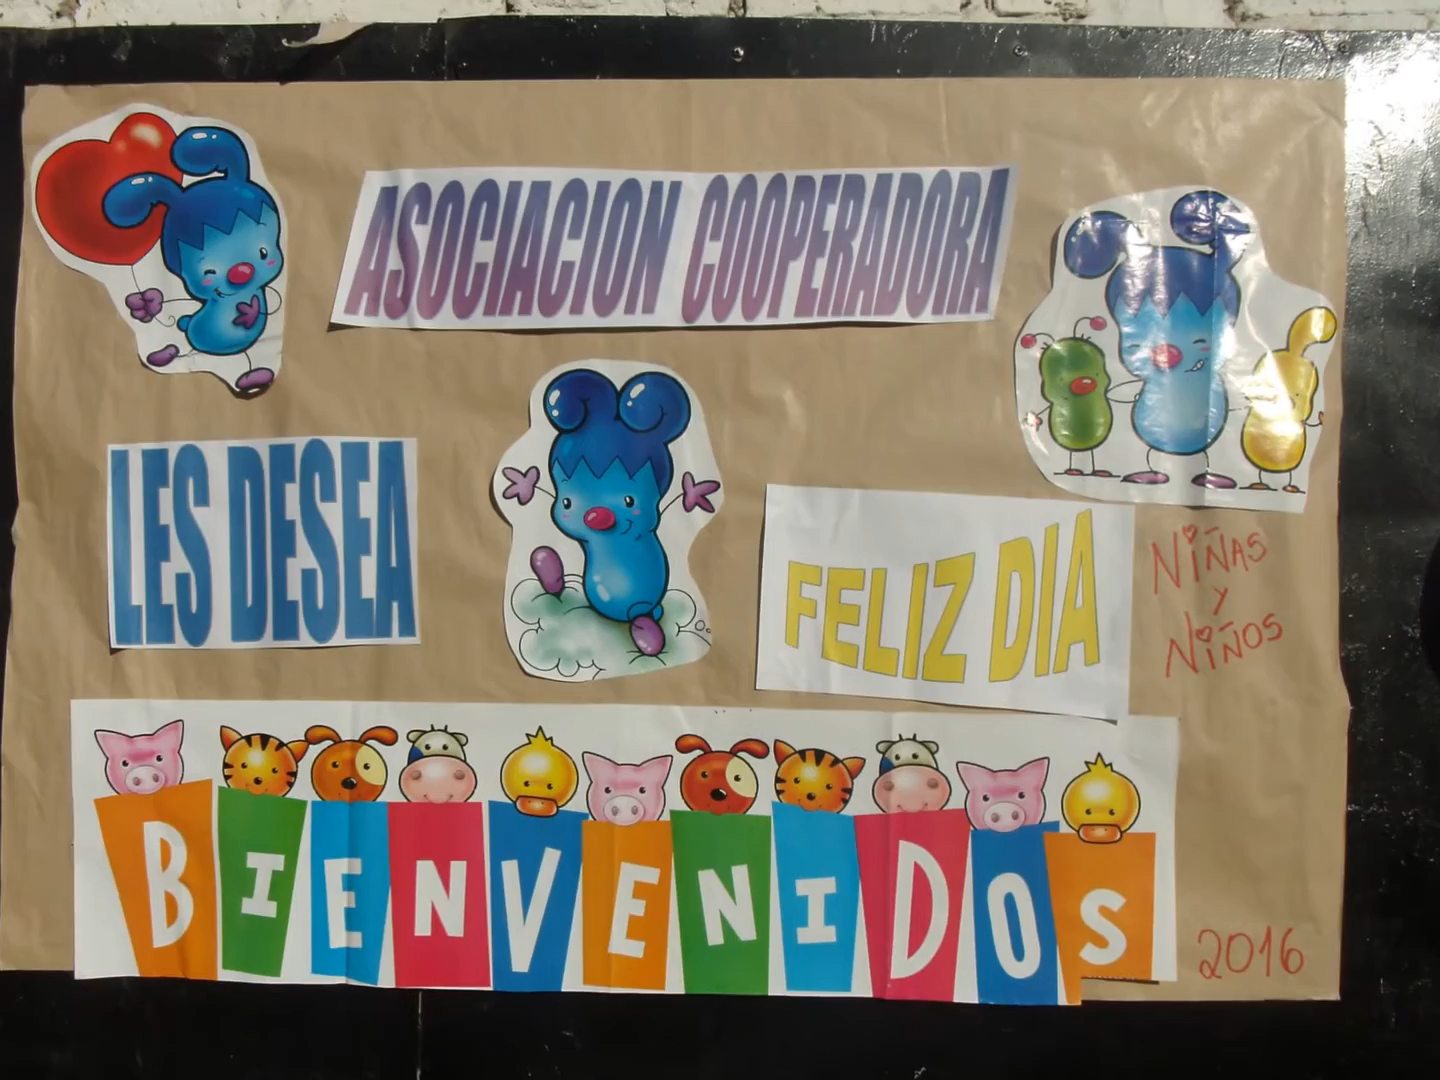 ASOCIACION COOPERADORA
LES DESEA
FELIZ DIA
NIÑAS
Y
NIÑOS
BIENVENIDOS
2016